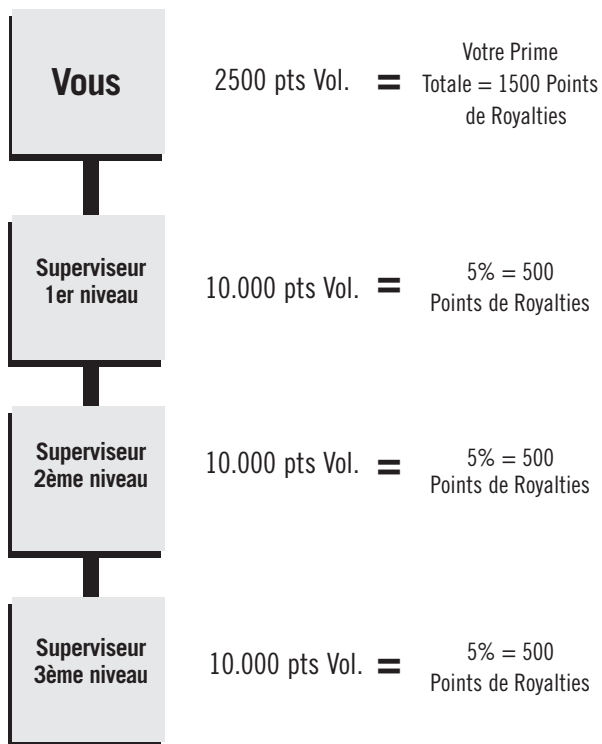 Vous
2500 pts Vol. =
Votre Prime
Totale = 1500 Points
de Royalties
Superviseur
1er niveau
10.000 pts Vol. =
5% = 500
Points de Royalties
Superviseur
2ème niveau
10.000 pts Vol. =
5% = 500
Points de Royalties
Superviseur
3ème niveau
10.000 pts Vol. =
5% = 500
Points de Royalties